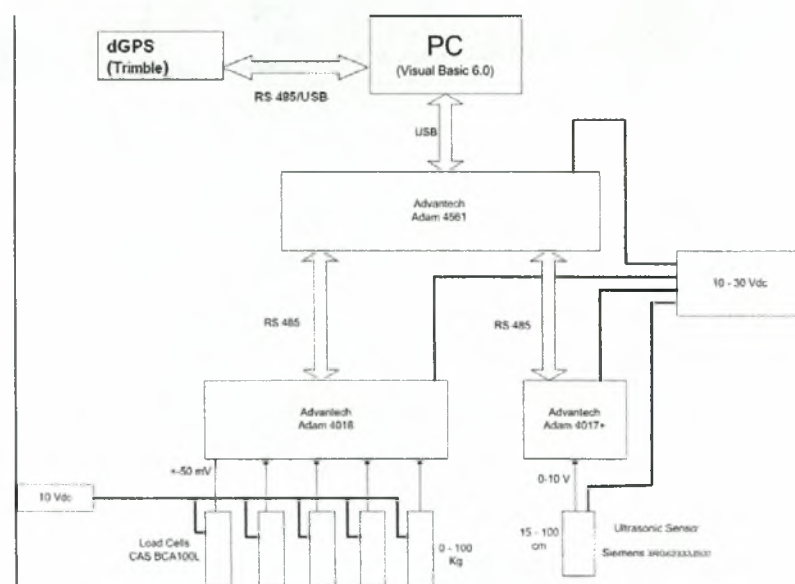 dGPS
(Trimble)
PC
(Visual Basic 6.0)
RS 485/USB
USB
Advantech
Adam 4561
10 - 30 Vdc
RS 485
RS 485
Advantech
Adam 4018
Advantech
Adam 4017+
+-50 mV
0-10 V
10 Vdc
Load Cells
CAS BCA100L
0 - 100
Kg
15 - 100
cm
Ultrasonic Sensor
Siemens